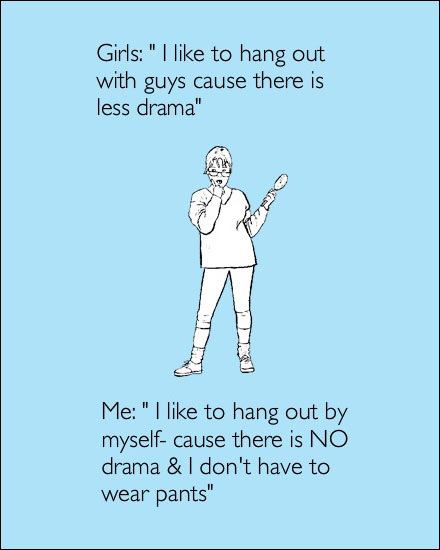 Girls: " I like to hang out
with guys cause there is
less drama"
Me: " I like to hang out by
myself- cause there is NO
drama & I don't have to
wear pants"